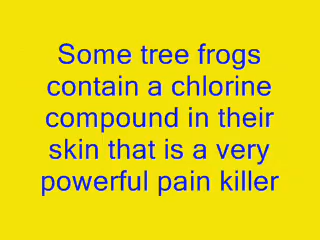 Some tree frogs
contain a chlorine
compound in their
skin that is a very
powerful pain killer